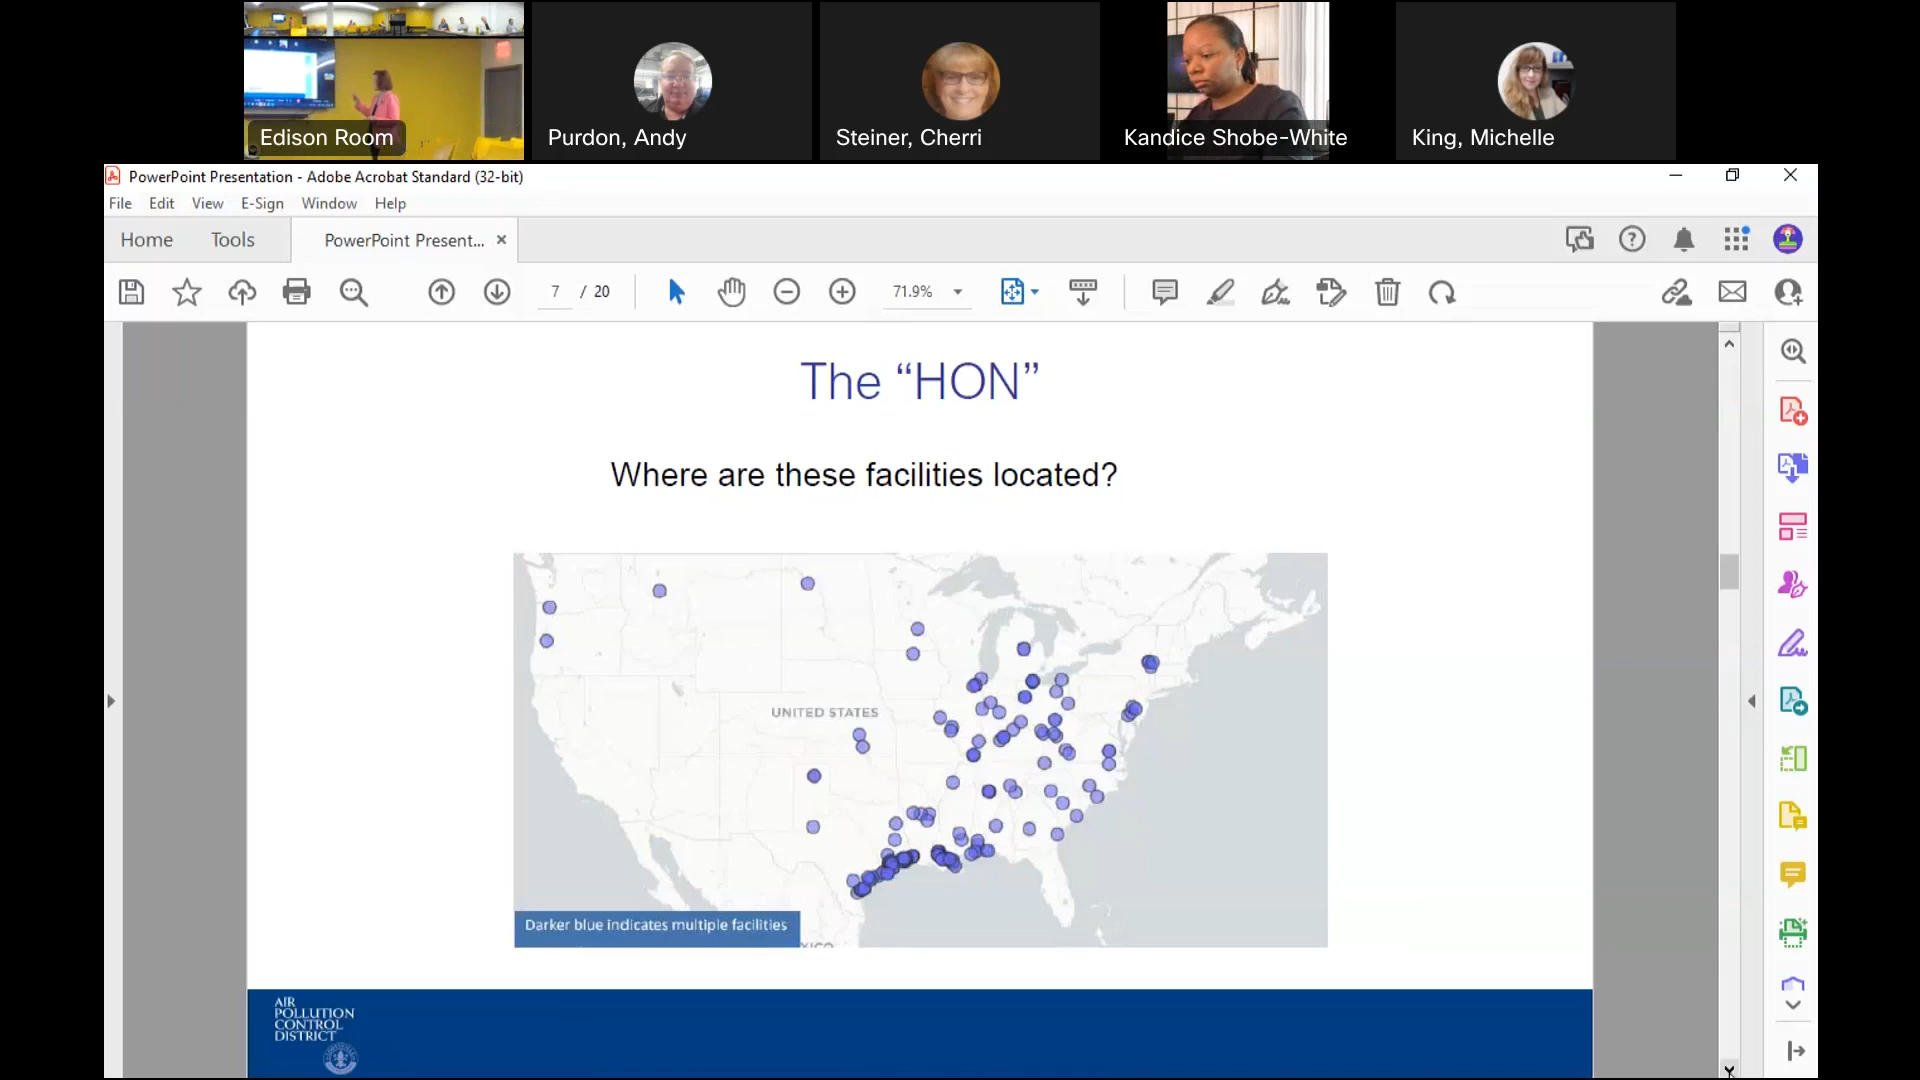 Edison Room
Purdon, Andy
Steiner, Cherri
Kandice Shobe-White
King, Michelle
PowerPoint Presentation - Adobe Acrobat Standard (32-bit)
File Edit View E-Sign Window Help
Home Tools PowerPoint Present... ×
7 / 20 71.9%
The “HON”
Where are these facilities located?
UNITED STATES
Darker blue indicates multiple facilities
XICO
AIR
POLLUTION
CONTROL
DISTRICT